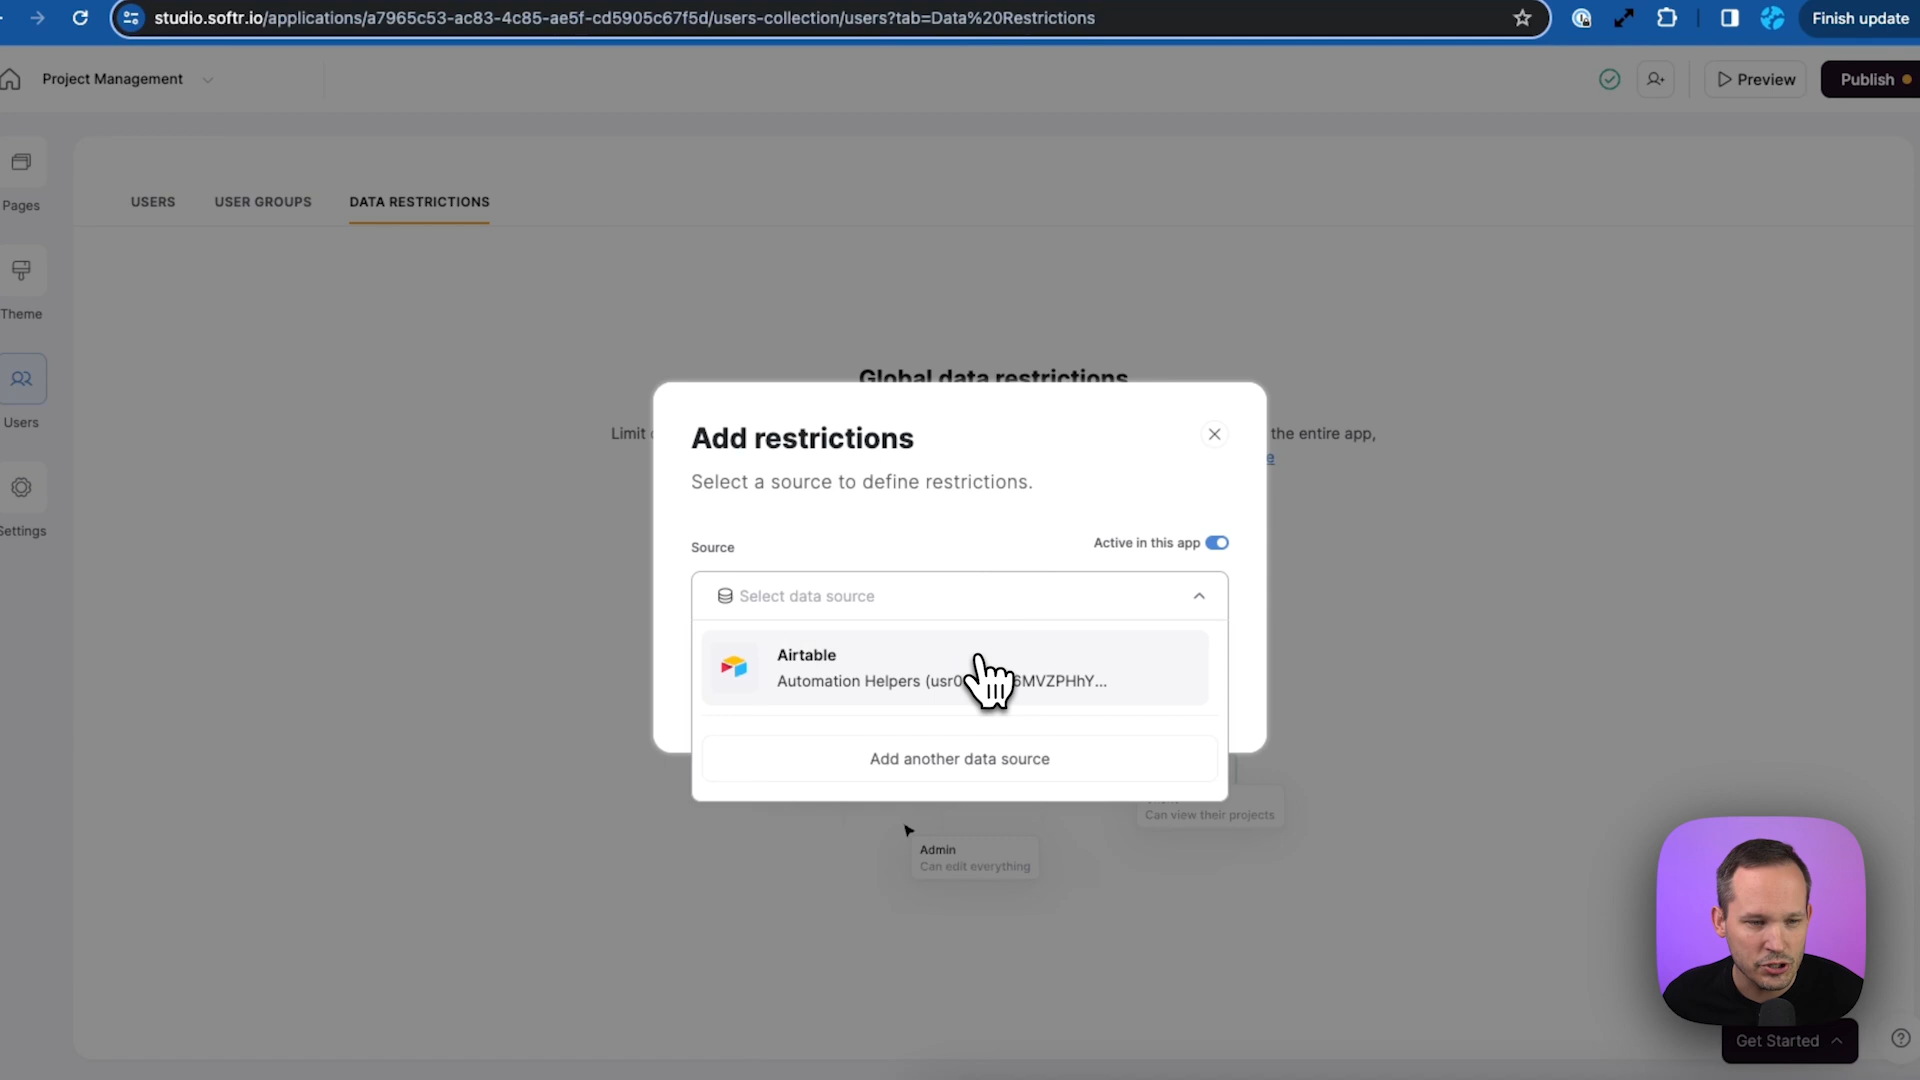 studio.softr.io/applications/a7965c53-ac83-4c85-ae5f-cd5905c67f5d/users-collection/users?tab=Data%20Restrictions
Finish update
Project Management
Preview
Publish
Pages
Theme
Users
Settings
USERS
USER GROUPS
DATA RESTRICTIONS
Global data restrictions
Limit
the entire app,
Add restrictions
Select a source to define restrictions.
Source
Active in this app
Select data source
Airtable
Automation Helpers (usr0 6MVZPHhY...
Add another data source
Can view their projects
Admin
Can edit everything
Get Started